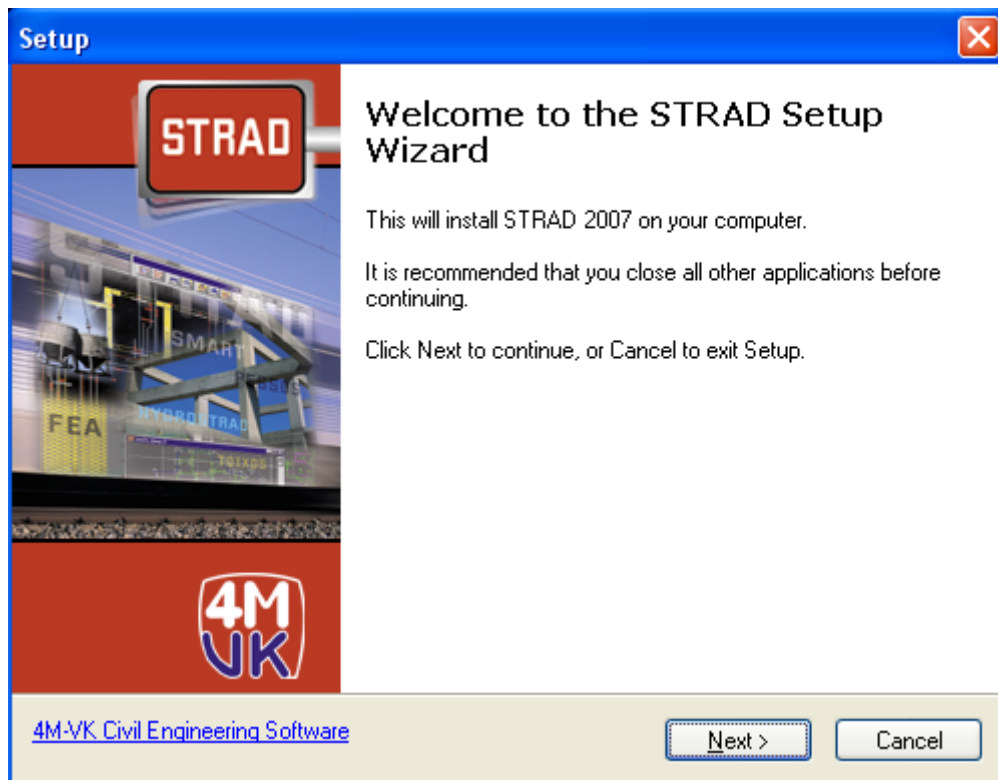 Setup
STRAD
Welcome to the STRAD Setup
Wizard
This will install STRAD 2007 on your computer.
It is recommended that you close all other applications before
continuing.
Click Next to continue, or Cancel to exit Setup.
SMART
FEA
HYDROSTRAD
4M
VK
4M-VK Civil Engineering Software
Next >
Cancel